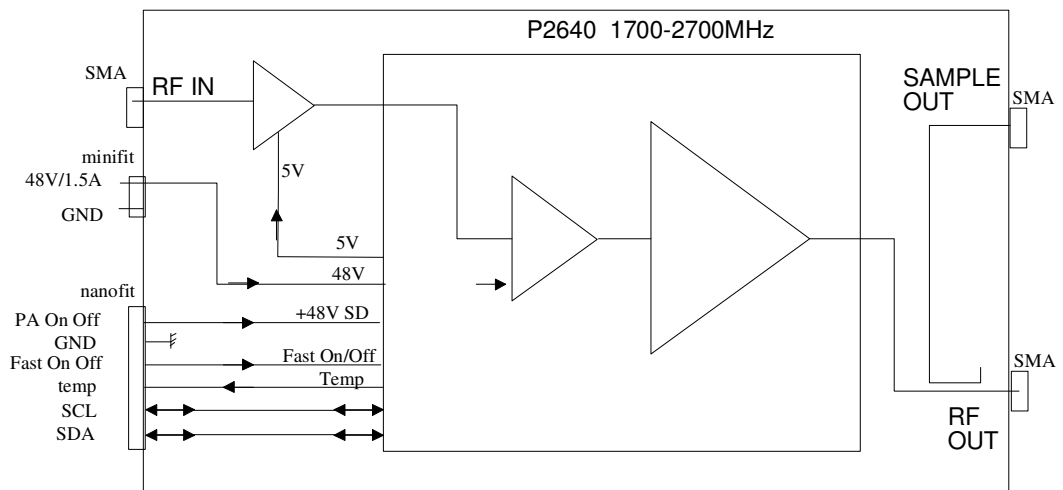 P2640 1700-2700MHz
SMA
RF IN
SAMPLE
OUT
SMA
minifit
48V/1.5A
5V
GND
5V
48V
nanofit
PA On Off
+48V SD
GND
Fast On Off
Fast On/Off
temp
Temp
SMA
SCL
RF
OUT
SDA